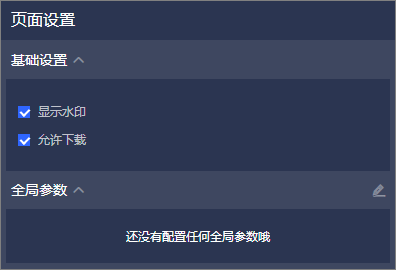 页面设置
基础设置
显示水印
允许下载
全局参数
还没有配置任何全局参数哦